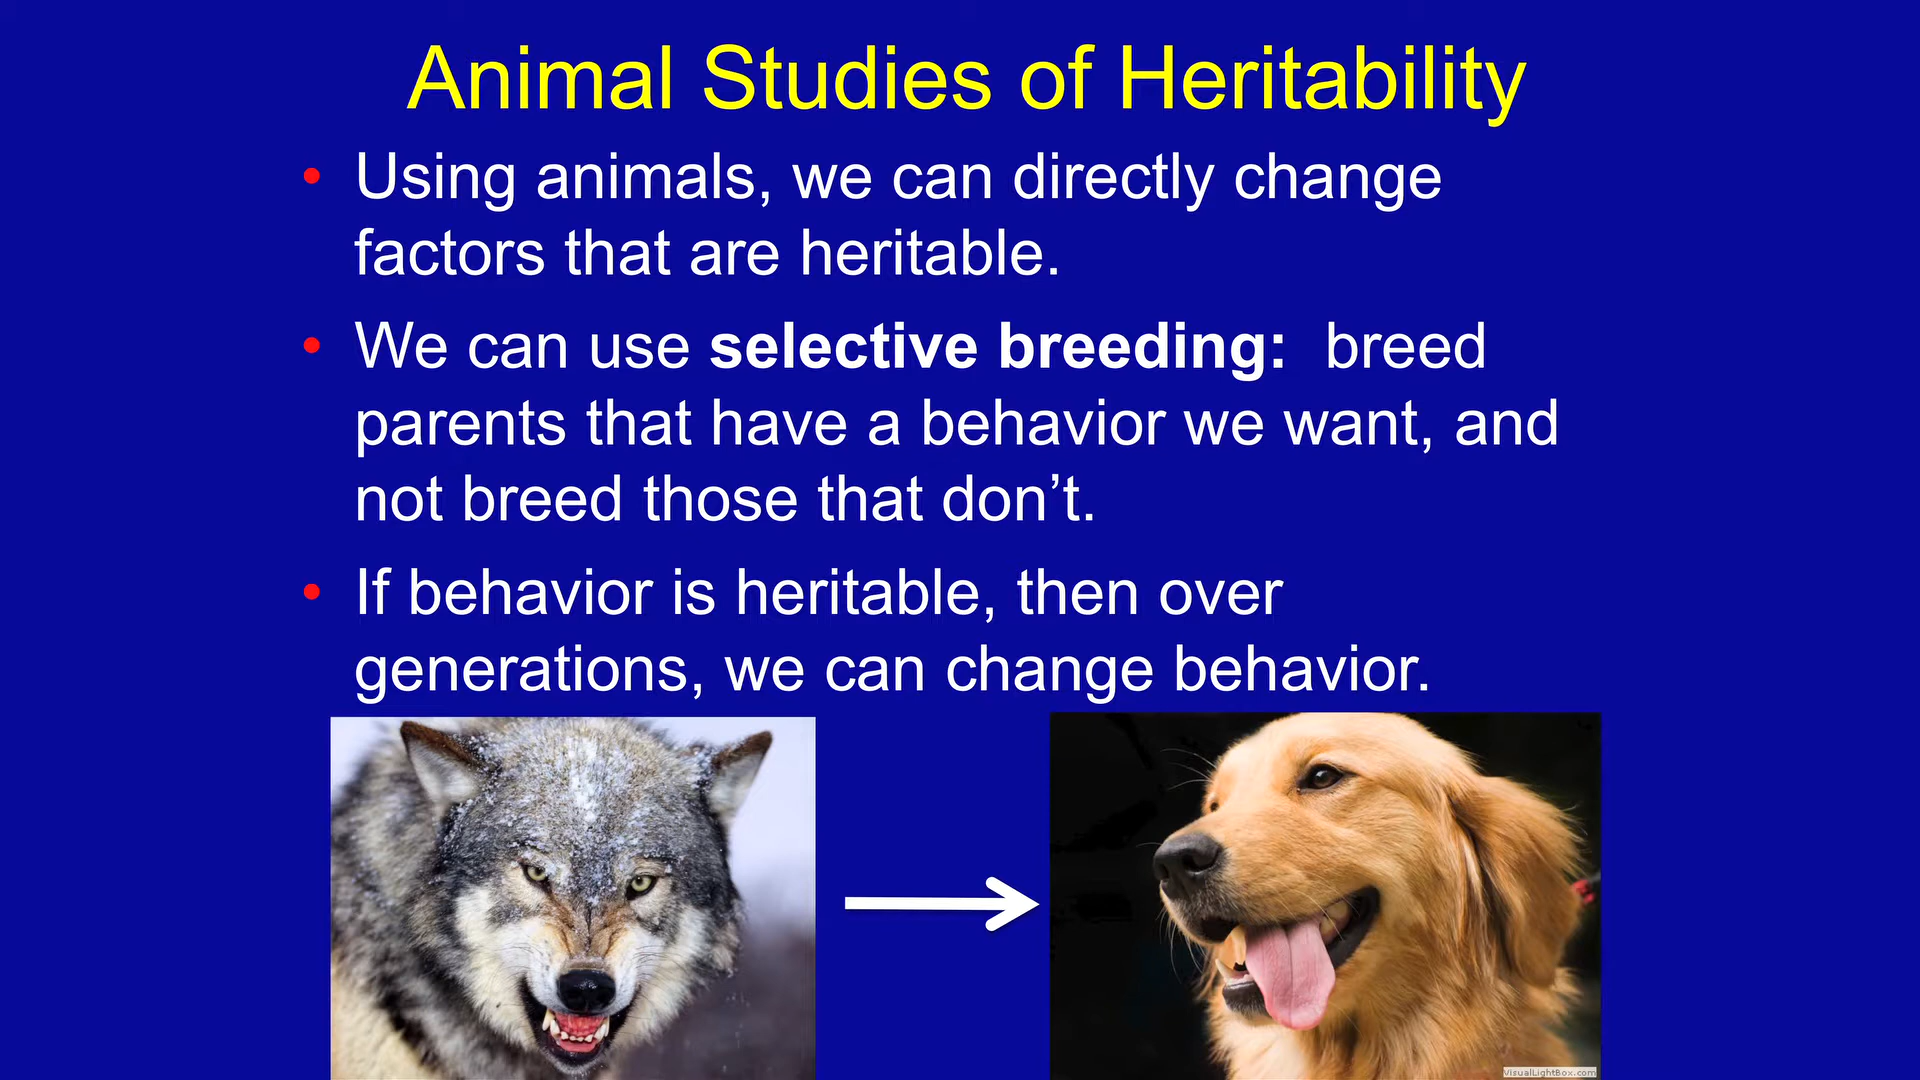 Animal Studies of Heritability
• Using animals, we can directly change
factors that are heritable.
• We can use selective breeding:  breed
parents that have a behavior we want, and
not breed those that don’t.
• If behavior is heritable, then over
generations, we can change behavior.
VisualLightBox.com